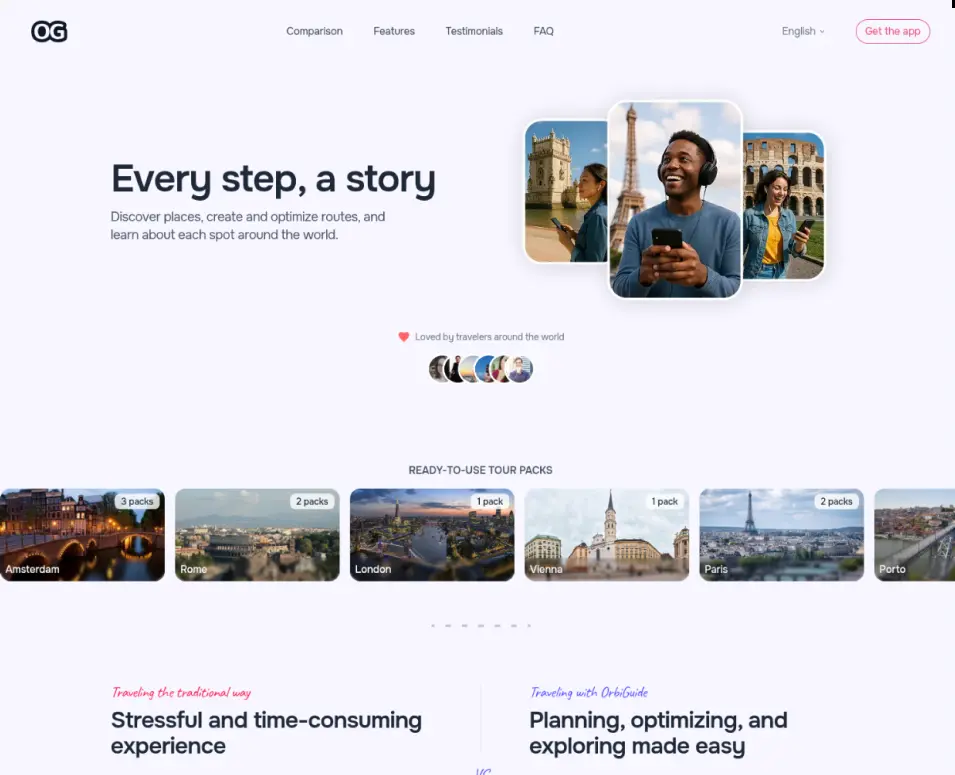 OG
Comparison
Features
Testimonials
FAQ
English
Get the app
Every step, a story
Discover places, create and optimize routes, and
learn about each spot around the world.
Loved by travelers around the world
READY-TO-USE TOUR PACKS
3 packs
Amsterdam
2 packs
Rome
1 pack
London
1 pack
Vienna
2 packs
Paris
Porto
Traveling the traditional way
Stressful and time-consuming
experience
Traveling with OrbiGuide
Planning, optimizing, and
exploring made easy
VS